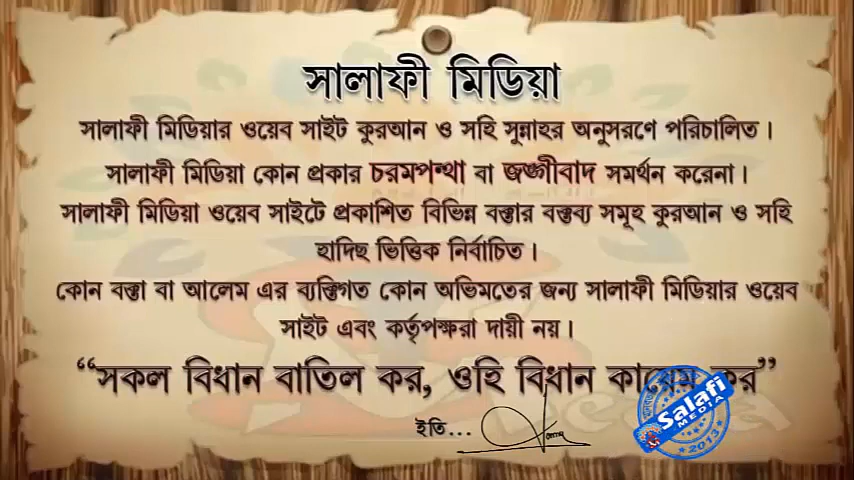 সালাফী মিডিয়া
সালাফী মিডিয়ার ওয়েব সাইট কুরআন ও সহি সুন্নাহর অনুসরণে পরিচালিত।
সালাফী মিডিয়া কোন প্রকার চরমপন্থা বা জঙ্গীবাদ সমর্থন করেনা।
সালাফী মিডিয়া ওয়েব সাইটে প্রকাশিত বিভিন্ন বক্তার বক্তব্য সমূহ কুরআন ও সহি
হাদিছ ভিত্তিক নির্বাচিত।
কোন বক্তা বা আলেম এর ব্যক্তিগত কোন অভিমতের জন্য সালাফী মিডিয়ার ওয়েব
সাইট এবং কর্তৃপক্ষরা দায়ী নয়।
“সকল বিধান বাতিল কর, ওহি বিধান কায়েম কর”
ইতি...
Salafi
MEDIA
2013